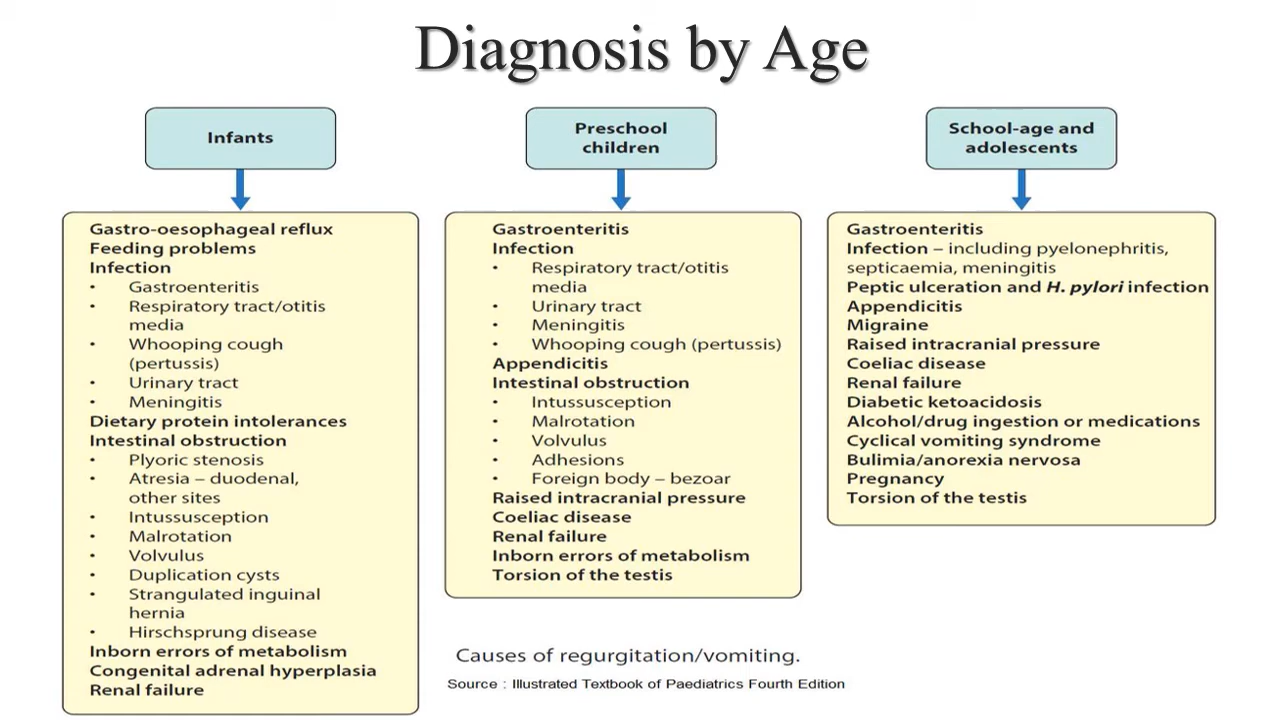 Diagnosis by Age
Infants
Gastro-oesophageal reflux
Feeding problems
Infection
• Gastroenteritis
• Respiratory tract/otitis
media
• Whooping cough
(pertussis)
• Urinary tract
• Meningitis
Dietary protein intolerances
Intestinal obstruction
• Plyoric stenosis
• Atresia – duodenal,
other sites
• Intussusception
• Malrotation
• Volvulus
• Duplication cysts
• Strangulated inguinal
hernia
• Hirschsprung disease
Inborn errors of metabolism
Congenital adrenal hyperplasia
Renal failure
Preschool
children
Gastroenteritis
Infection
• Respiratory tract/otitis
media
• Urinary tract
• Meningitis
• Whooping cough (pertussis)
Appendicitis
Intestinal obstruction
• Intussusception
• Malrotation
• Volvulus
• Adhesions
• Foreign body – bezoar
Raised intracranial pressure
Coeliac disease
Renal failure
Inborn errors of metabolism
Torsion of the testis
School-age and
adolescents
Gastroenteritis
Infection – including pyelonephritis,
septicaemia, meningitis
Peptic ulceration and H. pylori infection
Appendicitis
Migraine
Raised intracranial pressure
Coeliac disease
Renal failure
Diabetic ketoacidosis
Alcohol/drug ingestion or medications
Cyclical vomiting syndrome
Bulimia/anorexia nervosa
Pregnancy
Torsion of the testis
Causes of regurgitation/vomiting.
Source : Illustrated Textbook of Paediatrics Fourth Edition